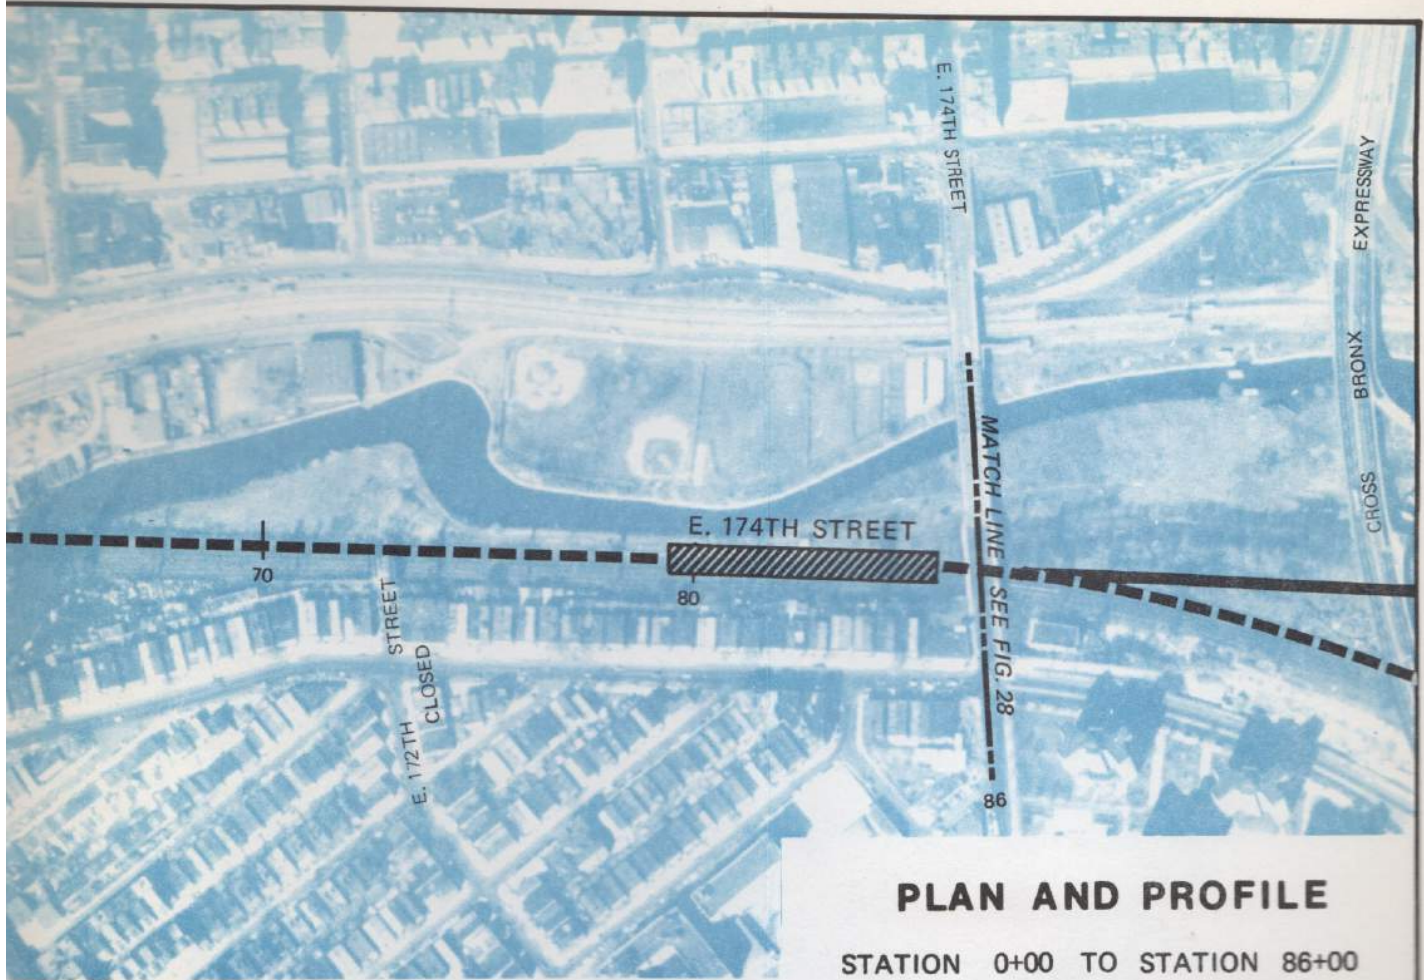 E. 174TH STREET
CROSS BRONX EXPRESSWAY
MATCH LINE SEE FIG. 28
E. 174TH STREET
70
80
E. 172TH STREET
CLOSED
86
PLAN AND PROFILE
STATION 0+00 TO STATION 86+00